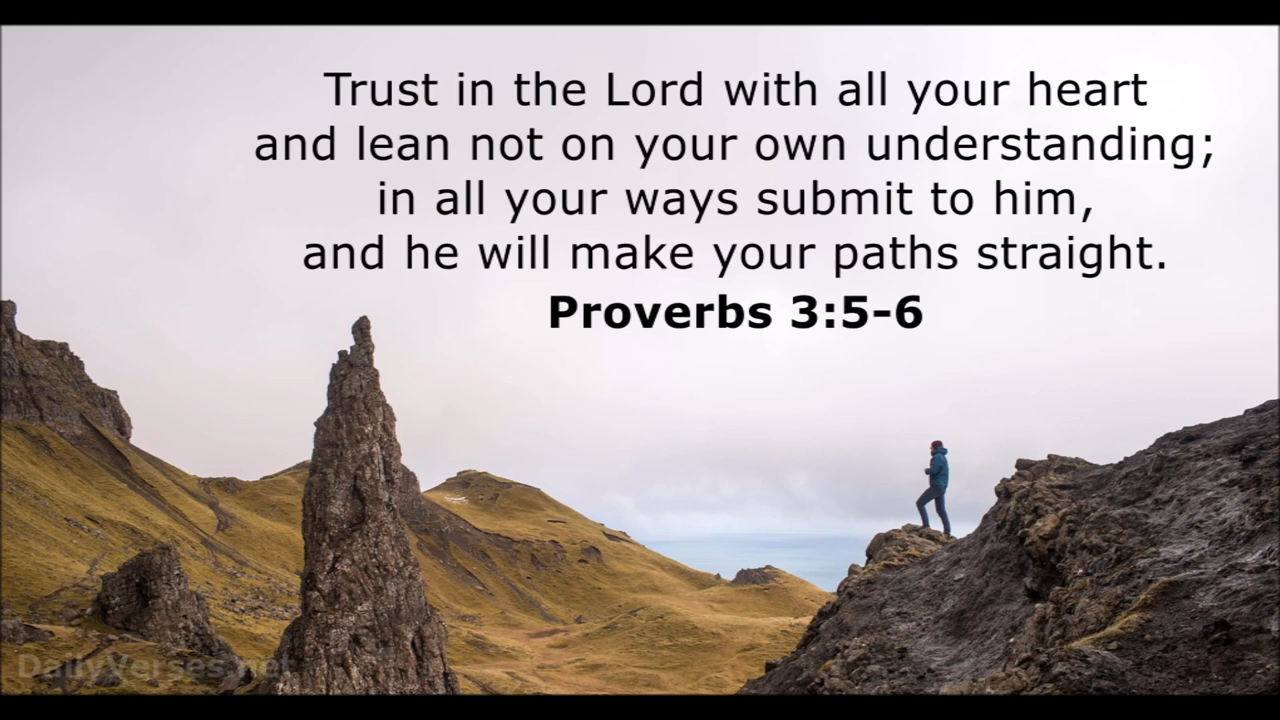 Trust in the Lord with all your heart
and lean not on your own understanding;
in all your ways submit to him,
and he will make your paths straight.
Proverbs 3:5-6
DailyVerses.net